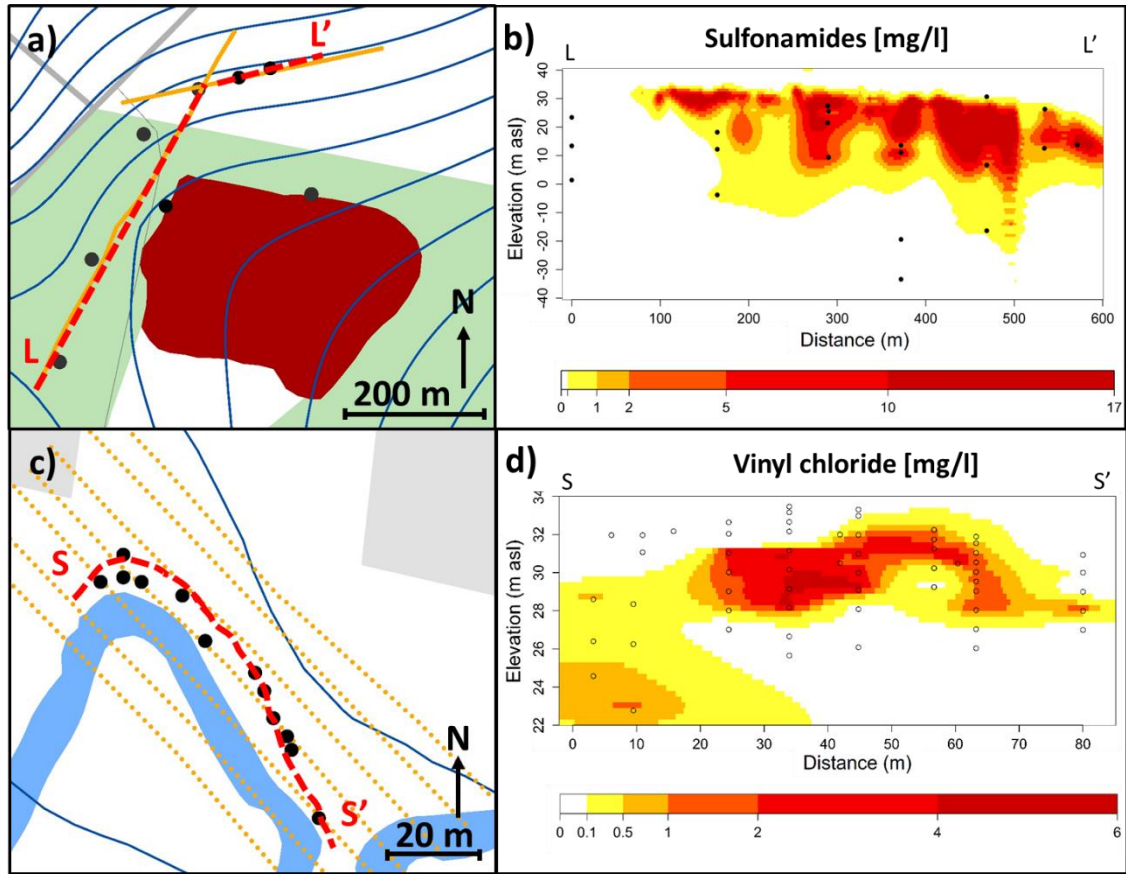 a)
L'
L
N
200 m
b)
Sulfonamides [mg/l]
L
L'
Elevation (m asl)
40
30
20
10
0
-10
-20
-30
-40
0 100 200 300 400 500 600
Distance (m)
0 1 2 5 10 17
c)
S
S'
N
20 m
d)
Vinyl chloride [mg/l]
S
S'
Elevation (m asl)
34
32
30
28
26
24
22
0 10 20 30 40 50 60 70 80
Distance (m)
0 0.1 0.5 1 2 4 6